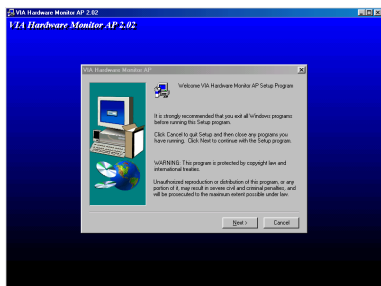 VIA Hardware Monitor AP 2.02
VIA Hardware Monitor AP 2.02
VIA Hardware Monitor AP
Welcome VIA Hardware Monitor AP Setup Program
It is strongly recommended that you exit all Windows programs
before running this Setup program.
Click Cancel to quit Setup and then close any programs you
have running. Click Next to continue with the Setup program.
WARNING: This program is protected by copyright law and
international treaties.
Unauthorized reproduction or distribution of this program, or any
portion of it, may result in severe civil and criminal penalties, and
will be prosecuted to the maximum extent possible under law.
Next >
Cancel